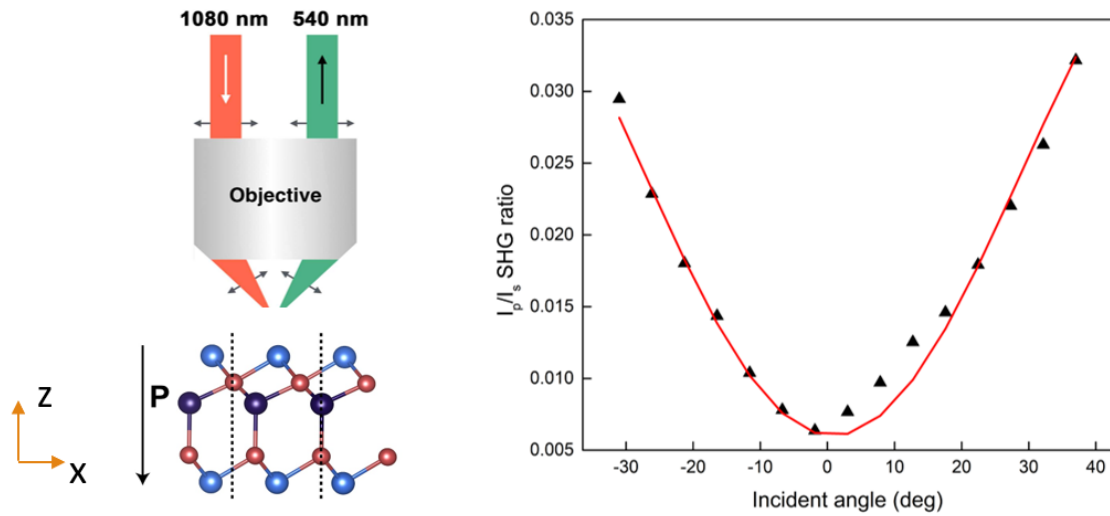 1080 nm 540 nm
Objective
P
Z
X
0.035
0.030
0.025
0.020
0.015
0.010
0.005
Ip/Is SHG ratio
-30 -20 -10 0 10 20 30 40
Incident angle (deg)